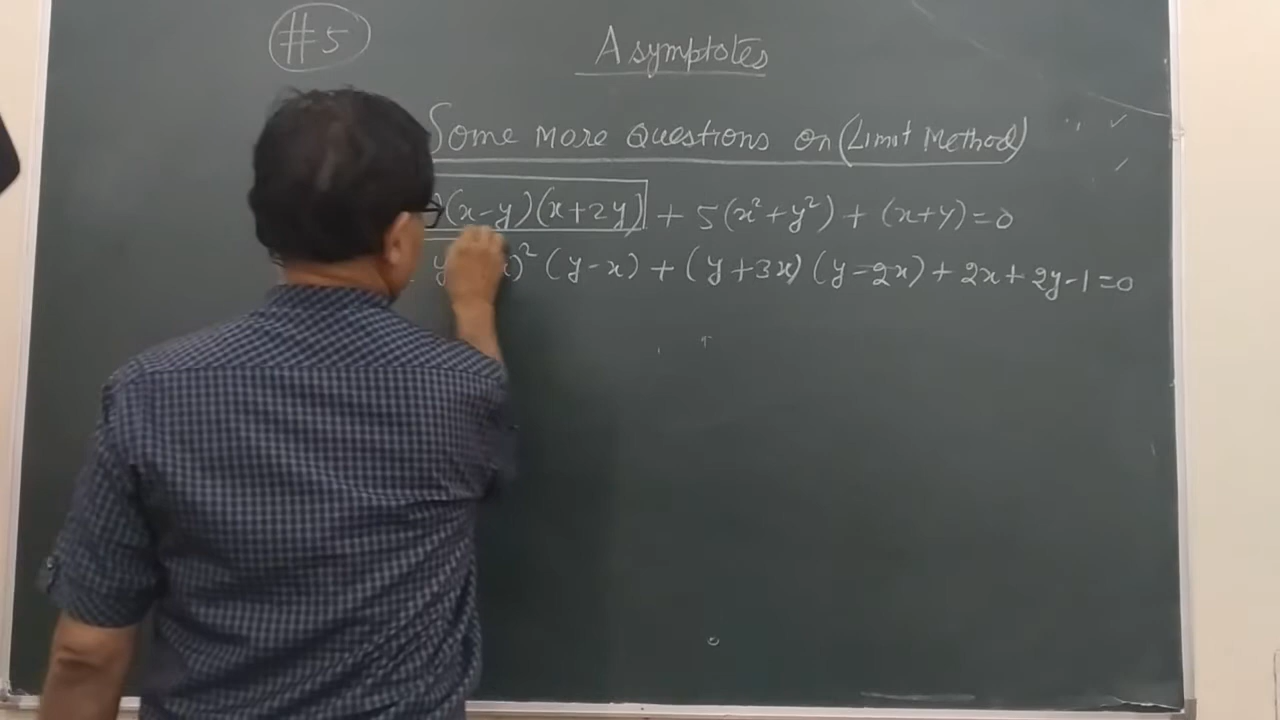 #5
Asymptotes
Some More Questions on (Limit Method)
)(x-y)(x+2y) + 5(x²+y²) + (x+y)=0
)² (y-x) + (y+3x) (y-2x) + 2x + 2y-1=0